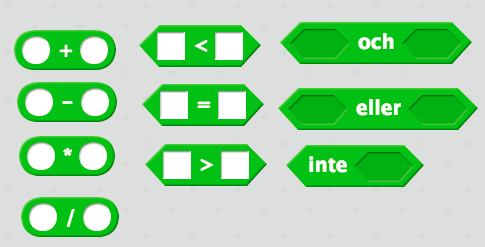 +
-
*
/
<
=
>
och
eller
inte